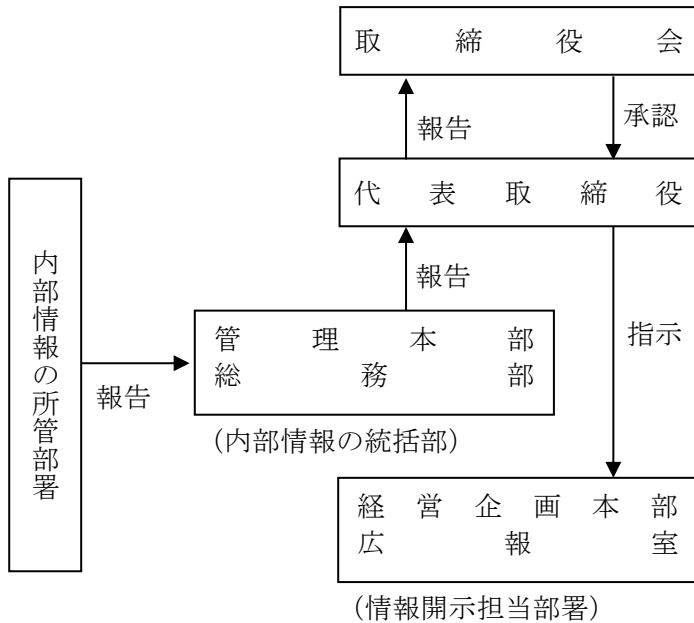 取締役会
報告
承認
代表取締役
報告
指示
内部情報の所管部署
報告
管理本部
総務部
（内部情報の統括部）
経営企画本部
広報室
（情報開示担当部署）